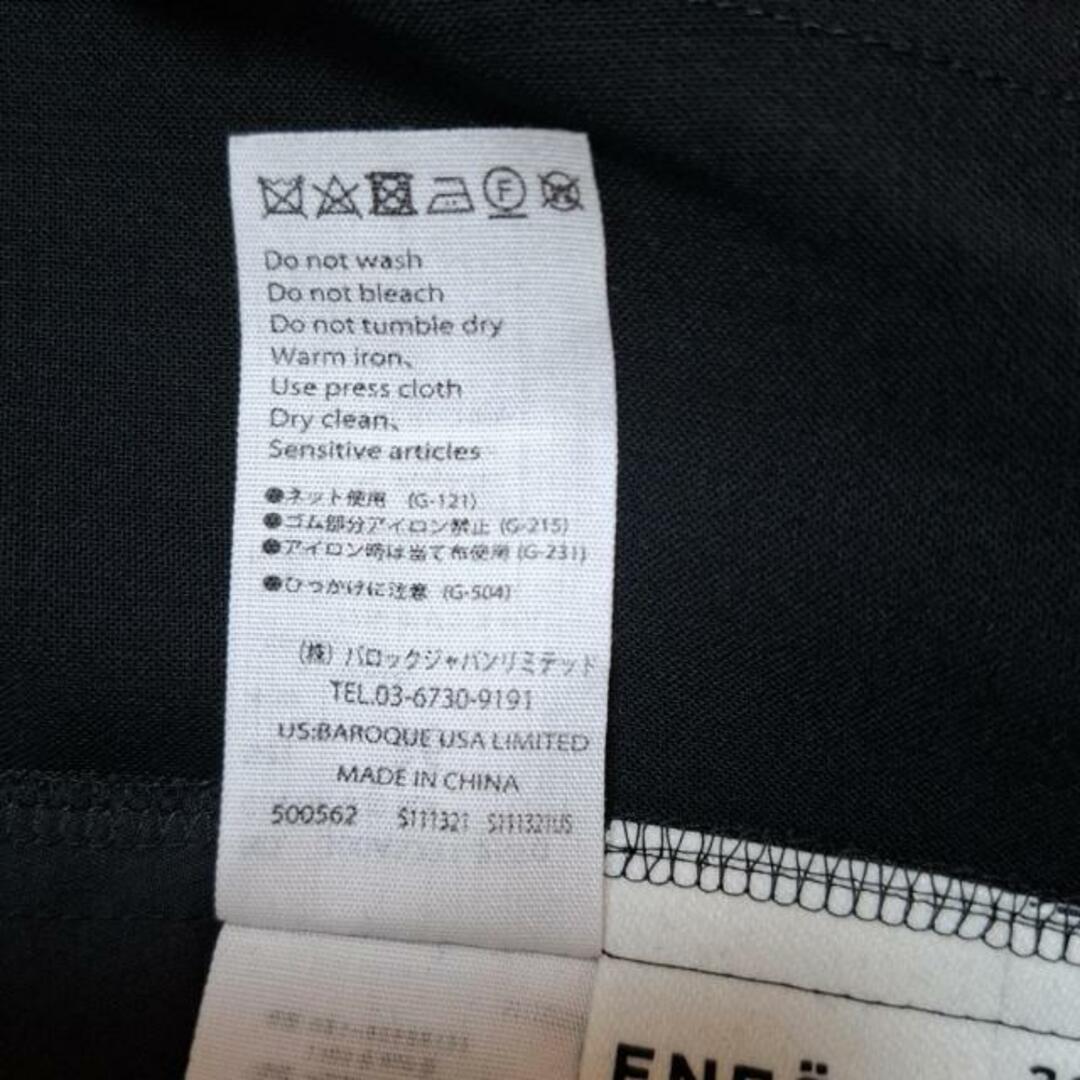 F
Do not wash
Do not bleach
Do not tumble dry
Warm iron、
Use press cloth
Dry clean、
Sensitive articles
●ネット使用 (G-121)
●ゴム部分アイロン禁止 (G-215)
●アイロン時は当て布使用 (G-231)
●ひっかけに注意 (G-504)
(株) バロックジャパンリミテッド
TEL.03-6730-9191
US:BAROQUE USA LIMITED
MADE IN CHINA
500562 S111321 S111321US